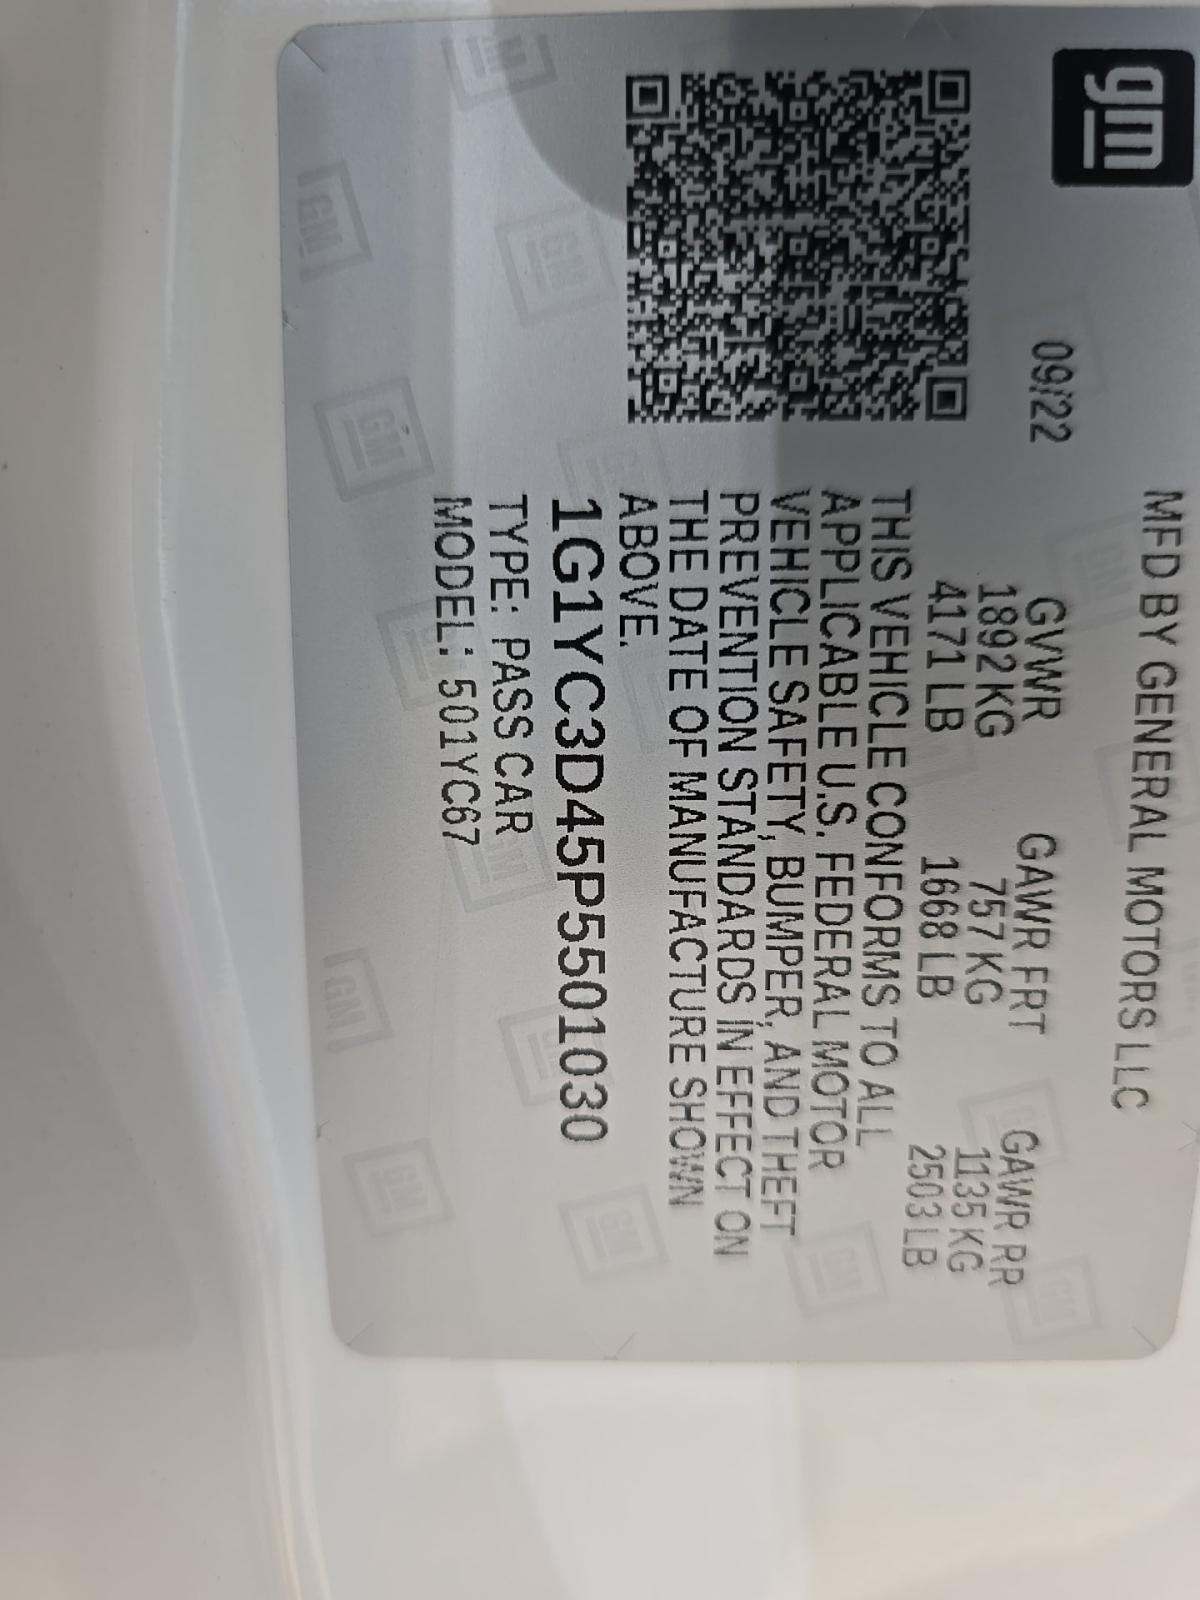 gm
MFD BY GENERAL MOTORS LLC
09/22
GVWR GAWR FRT GAWR RR
1892 KG 757 KG 1135 KG
4171 LB 1668 LB 2503 LB
THIS VEHICLE CONFORMS TO ALL
APPLICABLE U.S. FEDERAL MOTOR
VEHICLE SAFETY, BUMPER, AND THEFT
PREVENTION STANDARDS IN EFFECT ON
THE DATE OF MANUFACTURE SHOWN
ABOVE.
1G1YC3D45P5501030
TYPE: PASS CAR
MODEL: 501YC67